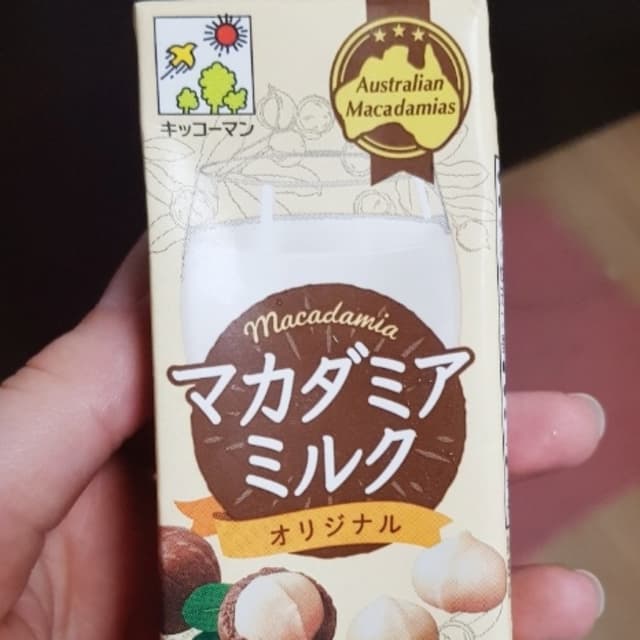 キッコーマン
Australian
Macadamias
Macadamia
マカダミア
ミルク
オリジナル